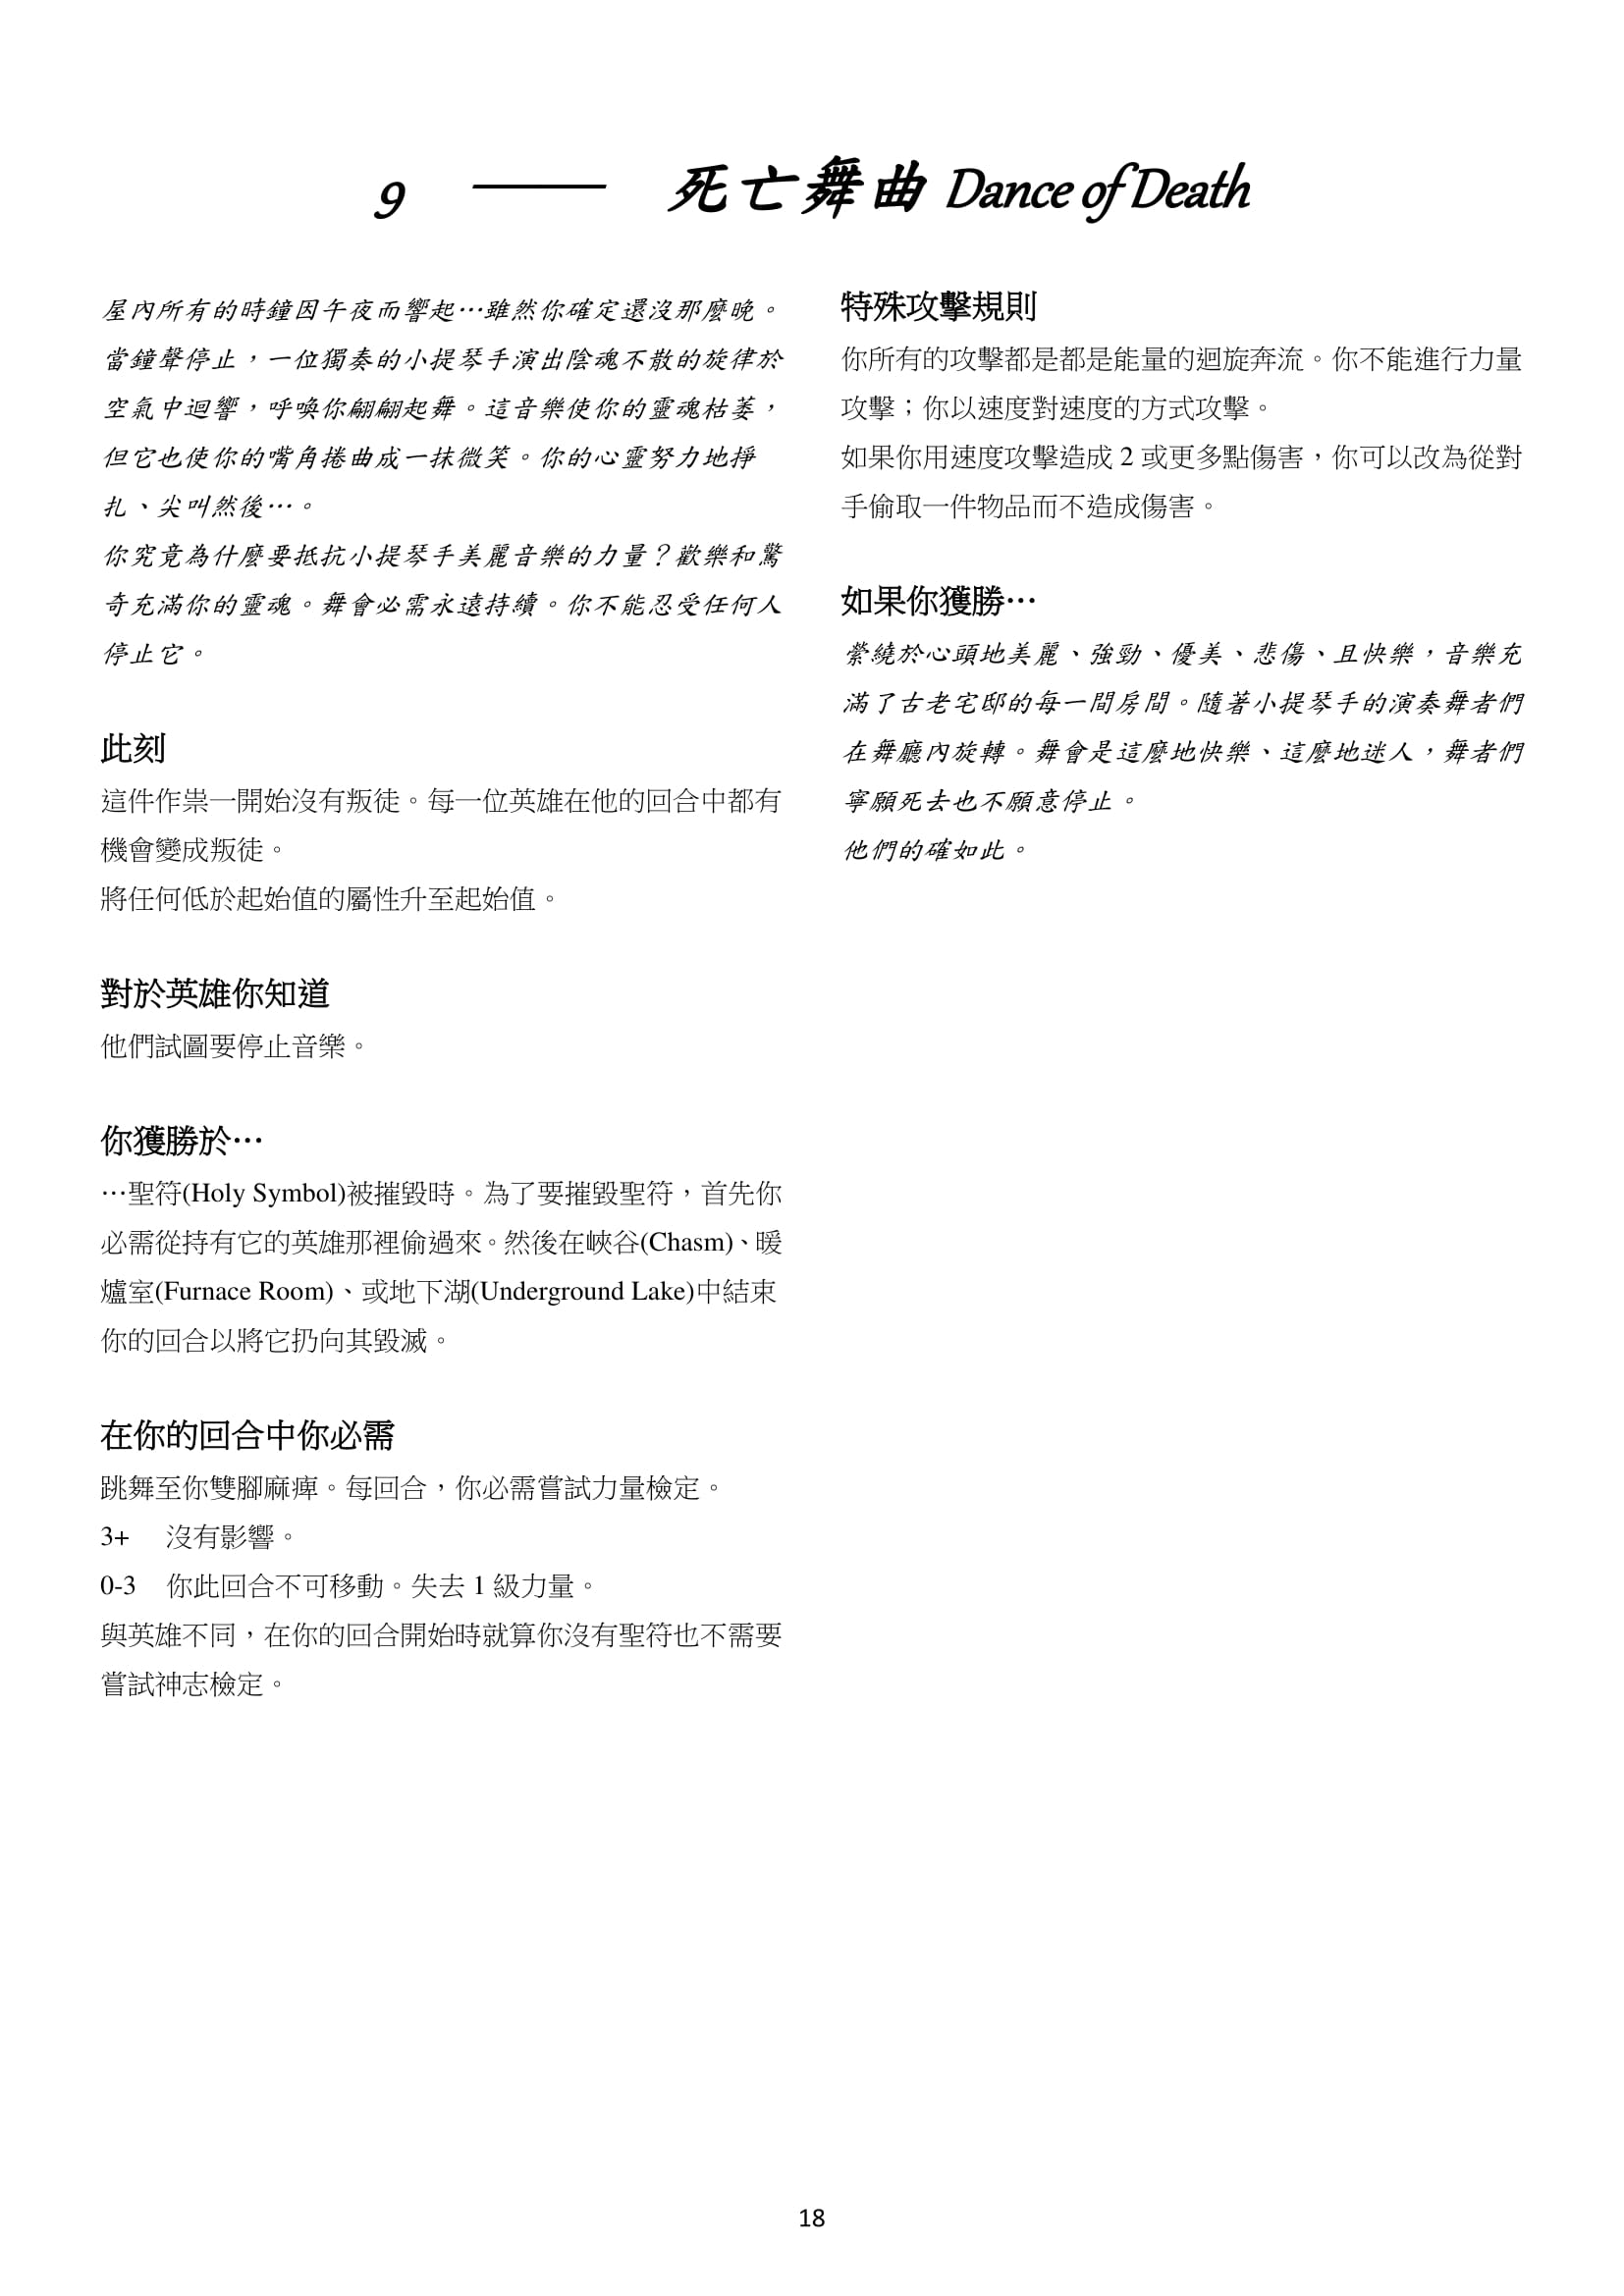 9 —— 死亡舞曲 Dance of Death
屋內所有的時鐘因午夜而響起…雖然你確定還沒那麼晚。
當鐘聲停止，一位獨奏的小提琴手演出陰魂不散的旋律於
空氣中迴響，呼喚你翩翩起舞。這音樂使你的靈魂枯萎，
但它也使你的嘴角捲曲成一抹微笑。你的心靈努力地掙
扎、尖叫然後…。
你究竟為什麼要抵抗小提琴手美麗音樂的力量？歡樂和驚
奇充滿你的靈魂。舞會必需永遠持續。你不能忍受任何人
停止它。
此刻
這件作祟一開始沒有叛徒。每一位英雄在他的回合中都有
機會變成叛徒。
將任何低於起始值的屬性升至起始值。
對於英雄你知道
他們試圖要停止音樂。
你獲勝於…
…聖符(Holy Symbol)被摧毀時。為了要摧毀聖符，首先你
必需從持有它的英雄那裡偷過來。然後在峽谷(Chasm)、暖
爐室(Furnace Room)、或地下湖(Underground Lake)中結束
你的回合以將它扔向其毀滅。
在你的回合中你必需
跳舞至你雙腳麻痺。每回合，你必需嘗試力量檢定。
3+ 沒有影響。
0-3 你此回合不可移動。失去 1 級力量。
與英雄不同，在你的回合開始時就算你沒有聖符也不需要
嘗試神志檢定。
特殊攻擊規則
你所有的攻擊都是都是能量的迴旋奔流。你不能進行力量
攻擊；你以速度對速度的方式攻擊。
如果你用速度攻擊造成 2 或更多點傷害，你可以改為從對
手偷取一件物品而不造成傷害。
如果你獲勝…
縈繞於心頭地美麗、強勁、優美、悲傷、且快樂，音樂充
滿了古老宅邸的每一間房間。隨著小提琴手的演奏舞者們
在舞廳內旋轉。舞會是這麼地快樂、這麼地迷人，舞者們
寧願死去也不願意停止。
他們的確如此。
18